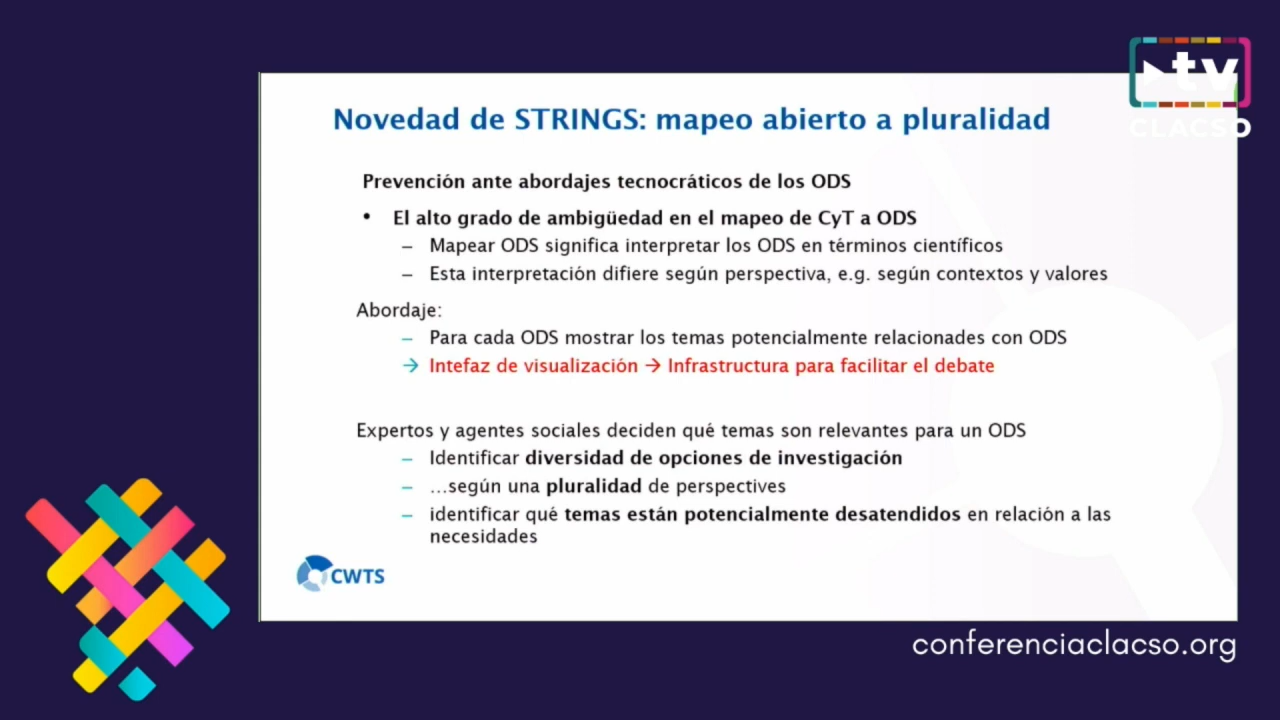 tv
CLACSO
Novedad de STRINGS: mapeo abierto a pluralidad
Prevención ante abordajes tecnocráticos de los ODS
• El alto grado de ambigüedad en el mapeo de CyT a ODS
– Mapear ODS significa interpretar los ODS en términos científicos
– Esta interpretación difiere según perspectiva, e.g. según contextos y valores
Abordaje:
– Para cada ODS mostrar los temas potencialmente relacionades con ODS
→ Intefaz de visualización → Infrastructura para facilitar el debate
Expertos y agentes sociales deciden qué temas son relevantes para un ODS
– Identificar diversidad de opciones de investigación
– …según una pluralidad de perspectives
– identificar qué temas están potencialmente desatendidos en relación a las
necesidades
CWTS
conferenciaclacso.org